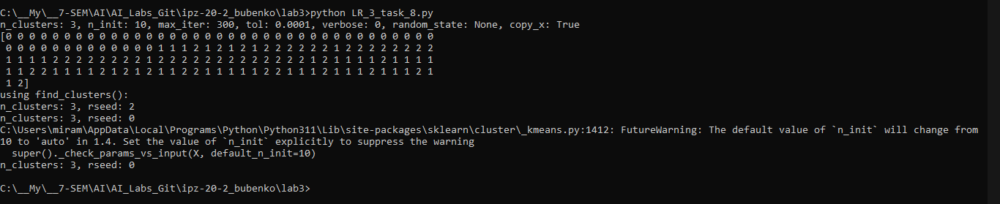 C:\__My\__7-SEM\AI\AI_Labs_Git\ipz-20-2_bubenko\lab3>python LR_3_task_8.py
n_clusters: 3, n_init: 10, max_iter: 300, tol: 0.0001, verbose: 0, random_state: None, copy_x: True
[0 0 0 0 0 0 0 0 0 0 0 0 0 0 0 0 0 0 0 0 0 0 0 0 0 0 0 0 0 0 0 0 0 0 0 0 0
 0 0 0 0 0 0 0 0 0 0 0 0 0 1 1 1 2 1 2 1 2 1 2 2 2 2 2 2 1 2 2 2 2 2 2 2 2
 1 1 1 1 2 2 2 2 2 2 2 2 1 2 2 2 2 2 2 2 2 2 2 2 2 2 1 2 1 1 1 1 2 1 1 1 1
 1 1 2 2 1 1 1 1 2 1 2 1 2 1 1 2 2 1 1 1 1 1 2 2 1 1 1 2 1 1 1 2 1 1 1 2 1
 1 2]
using find_clusters():
n_clusters: 3, rseed: 2
n_clusters: 3, rseed: 0
C:\Users\miram\AppData\Local\Programs\Python\Python311\Lib\site-packages\sklearn\cluster\_kmeans.py:1412: FutureWarning: The default value of `n_init` will change from
10 to 'auto' in 1.4. Set the value of `n_init` explicitly to suppress the warning
  super()._check_params_vs_input(X, default_n_init=10)
n_clusters: 3, rseed: 0
C:\__My\__7-SEM\AI\AI_Labs_Git\ipz-20-2_bubenko\lab3>